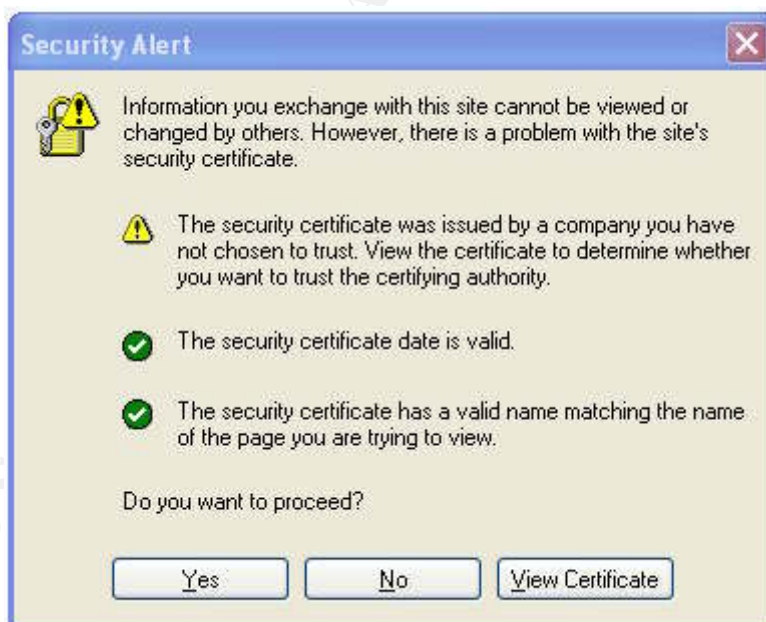 Security Alert
Information you exchange with this site cannot be viewed or
changed by others. However, there is a problem with the site's
security certificate.
The security certificate was issued by a company you have
not chosen to trust. View the certificate to determine whether
you want to trust the certifying authority.
The security certificate date is valid.
The security certificate has a valid name matching the name
of the page you are trying to view.
Do you want to proceed?
Yes No View Certificate